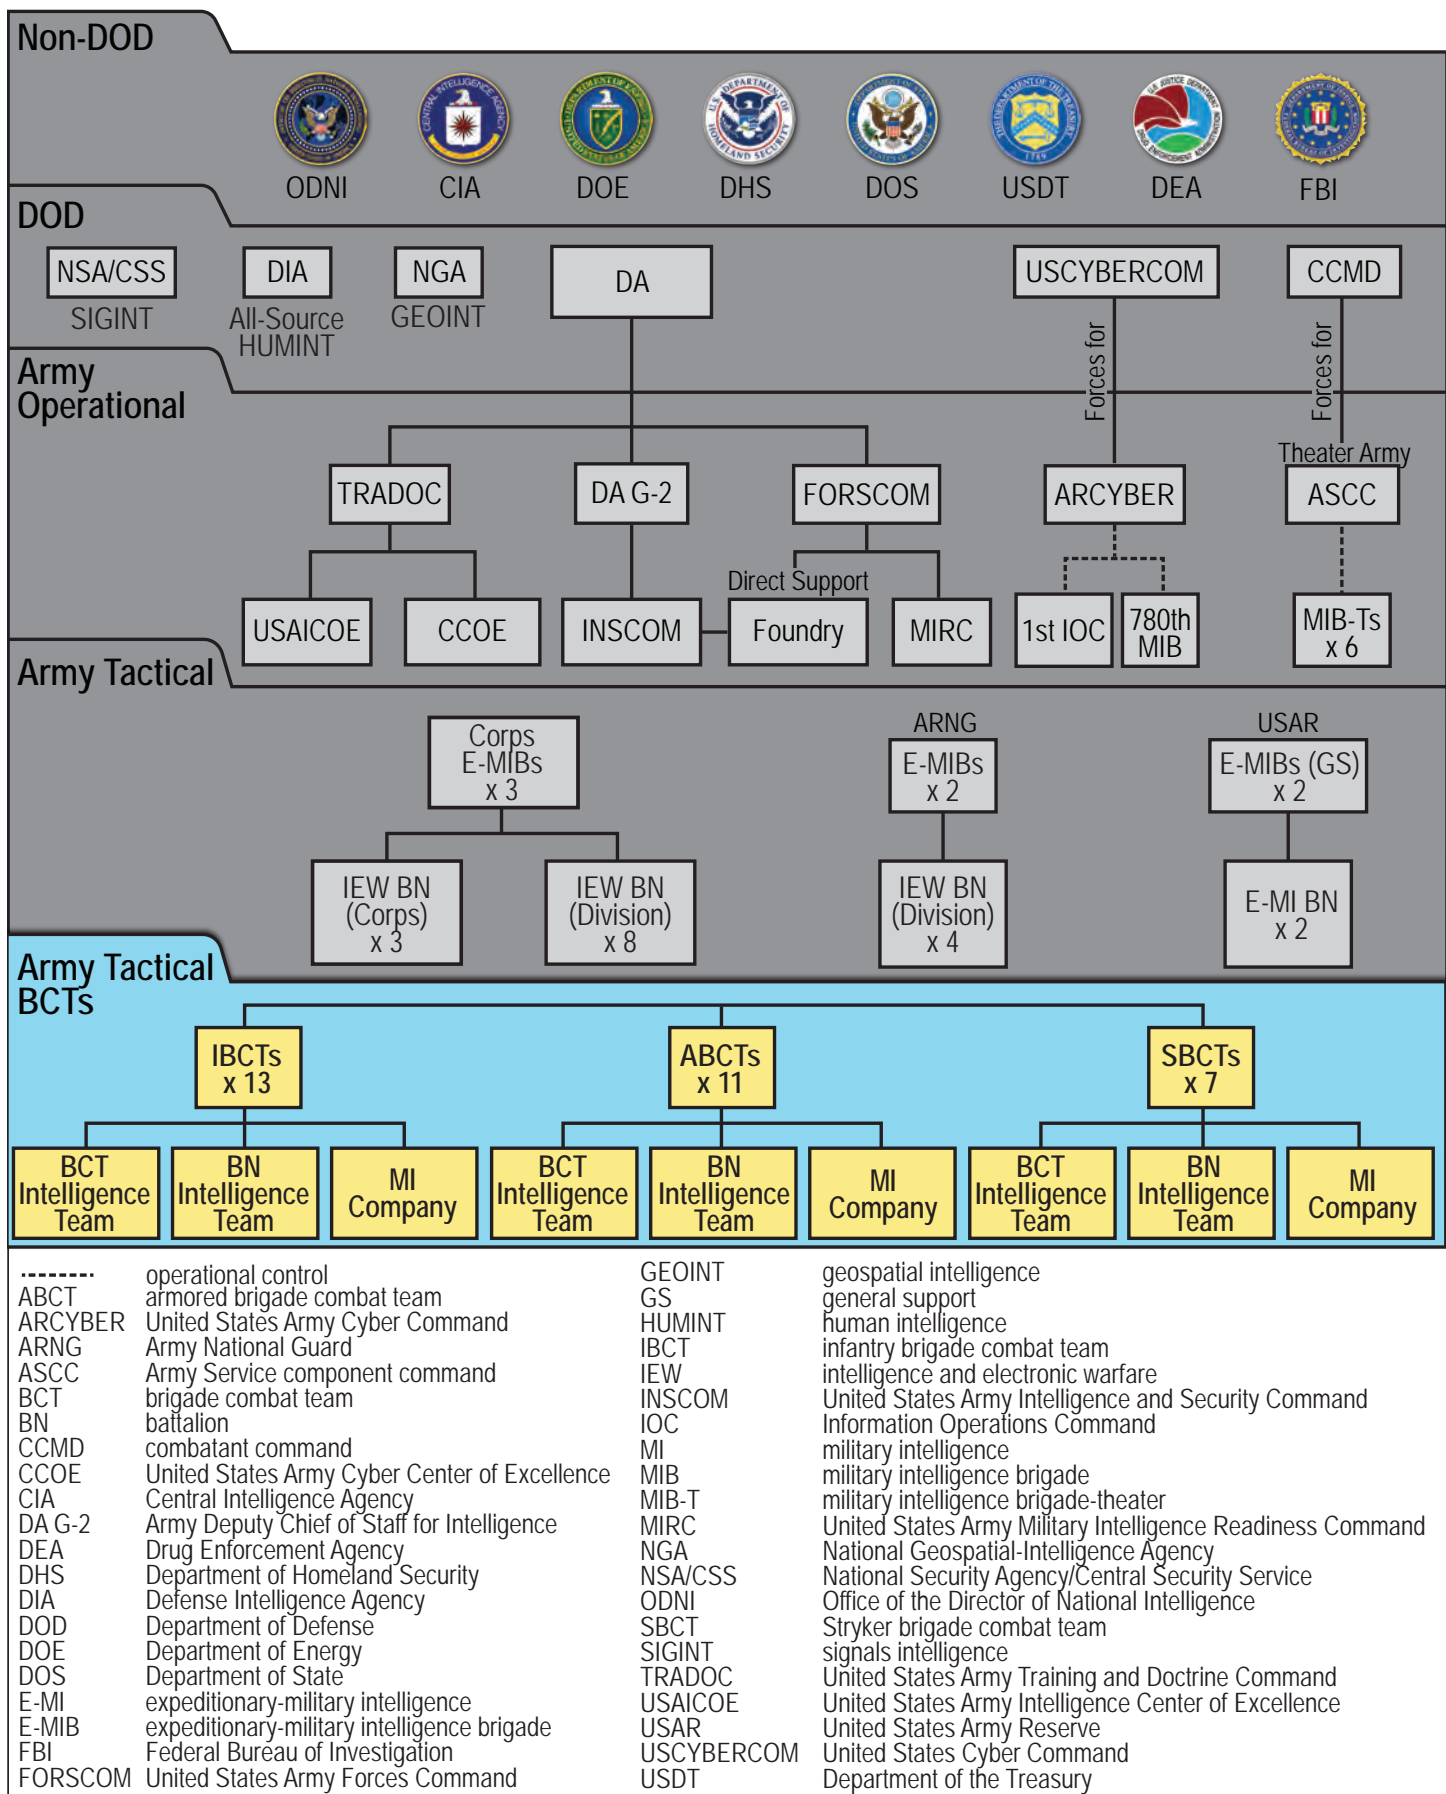 Non-DOD
ODNI
CIA
DOE
DHS
DOS
USDT
DEA
FBI
DOD
NSA/CSS
SIGINT
DIA
All-Source
HUMINT
NGA
GEOINT
DA
USCYBERCOM
CCMD
Forces for
Forces for
Army
Operational
Theater Army
TRADOC
DA G-2
FORSCOM
ARCYBER
ASCC
Direct Support
USAICOE
CCOE
INSCOM
Foundry
MIRC
1st IOC
780th
MIB
MIB-Ts
x 6
Army Tactical
Corps
E-MIBs
x 3
ARNG
E-MIBs
x 2
USAR
E-MIBs (GS)
x 2
IEW BN
(Corps)
x 3
IEW BN
(Division)
x 8
IEW BN
(Division)
x 4
E-MI BN
x 2
Army Tactical
BCTs
IBCTs
x 13
ABCTs
x 11
SBCTs
x 7
BCT
Intelligence
Team
BN
Intelligence
Team
MI
Company
BCT
Intelligence
Team
BN
Intelligence
Team
MI
Company
BCT
Intelligence
Team
BN
Intelligence
Team
MI
Company
operational control
ABCT armored brigade combat team
ARCYBER United States Army Cyber Command
ARNG Army National Guard
ASCC Army Service component command
BCT brigade combat team
BN battalion
CCMD combatant command
CCOE United States Army Cyber Center of Excellence
CIA Central Intelligence Agency
DA G-2 Army Deputy Chief of Staff for Intelligence
DEA Drug Enforcement Agency
DHS Department of Homeland Security
DIA Defense Intelligence Agency
DOD Department of Defense
DOE Department of Energy
DOS Department of State
E-MI expeditionary-military intelligence
E-MIB expeditionary-military intelligence brigade
FBI Federal Bureau of Investigation
FORSCOM United States Army Forces Command
GEOINT geospatial intelligence
GS general support
HUMINT human intelligence
IBCT infantry brigade combat team
IEW intelligence and electronic warfare
INSCOM United States Army Intelligence and Security Command
IOC Information Operations Command
MI military intelligence
MIB military intelligence brigade
MIB-T military intelligence brigade-theater
MIRC United States Army Military Intelligence Readiness Command
NGA National Geospatial-Intelligence Agency
NSA/CSS National Security Agency/Central Security Service
ODNI Office of the Director of National Intelligence
SBCT Stryker brigade combat team
SIGINT signals intelligence
TRADOC United States Army Training and Doctrine Command
USAICOE United States Army Intelligence Center of Excellence
USAR United States Army Reserve
USCYBERCOM United States Cyber Command
USDT Department of the Treasury